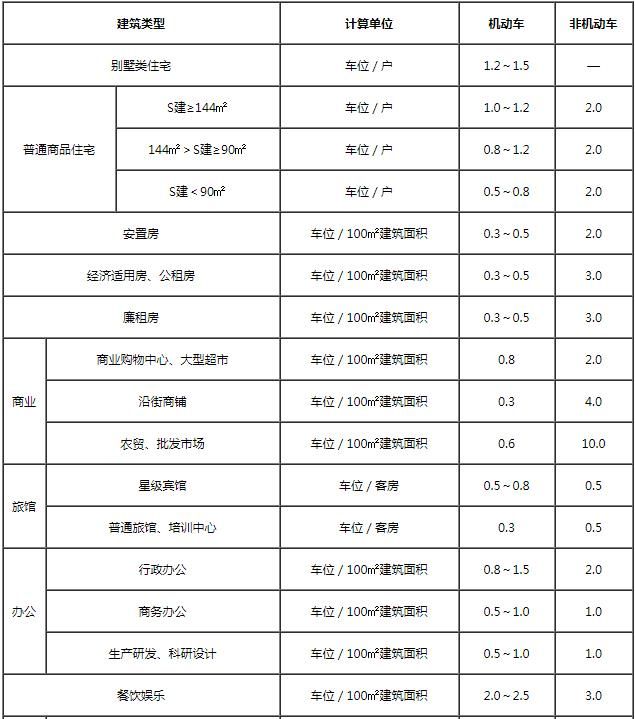 建筑类型 计算单位 机动车 非机动车
别墅类住宅 车位／户 1.2～1.5 —
普通商品住宅 S建≥144㎡ 车位／户 1.0～1.2 2.0
144㎡＞S建≥90㎡ 车位／户 0.8～1.2 2.0
S建＜90㎡ 车位／户 0.5～0.8 2.0
安置房 车位／100㎡建筑面积 0.3～0.5 2.0
经济适用房、公租房 车位／100㎡建筑面积 0.3～0.5 3.0
廉租房 车位／100㎡建筑面积 0.3～0.5 3.0
商业 商业购物中心、大型超市 车位／100㎡建筑面积 0.8 2.0
沿街商铺 车位／100㎡建筑面积 0.3 4.0
农贸、批发市场 车位／100㎡建筑面积 0.6 10.0
旅馆 星级宾馆 车位／客房 0.5～0.8 0.5
普通旅馆、培训中心 车位／客房 0.3 0.5
办公 行政办公 车位／100㎡建筑面积 0.8～1.5 2.0
商务办公 车位／100㎡建筑面积 0.5～1.0 1.0
生产研发、科研设计 车位／100㎡建筑面积 0.5～1.0 1.0
餐饮娱乐 车位／100㎡建筑面积 2.0～2.5 3.0